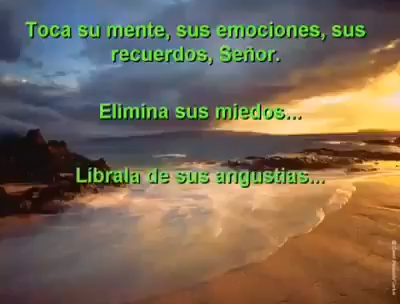 Toca su mente, sus emociones, sus
recuerdos, Señor.
Elimina sus miedos...
Librala de sus angustias...